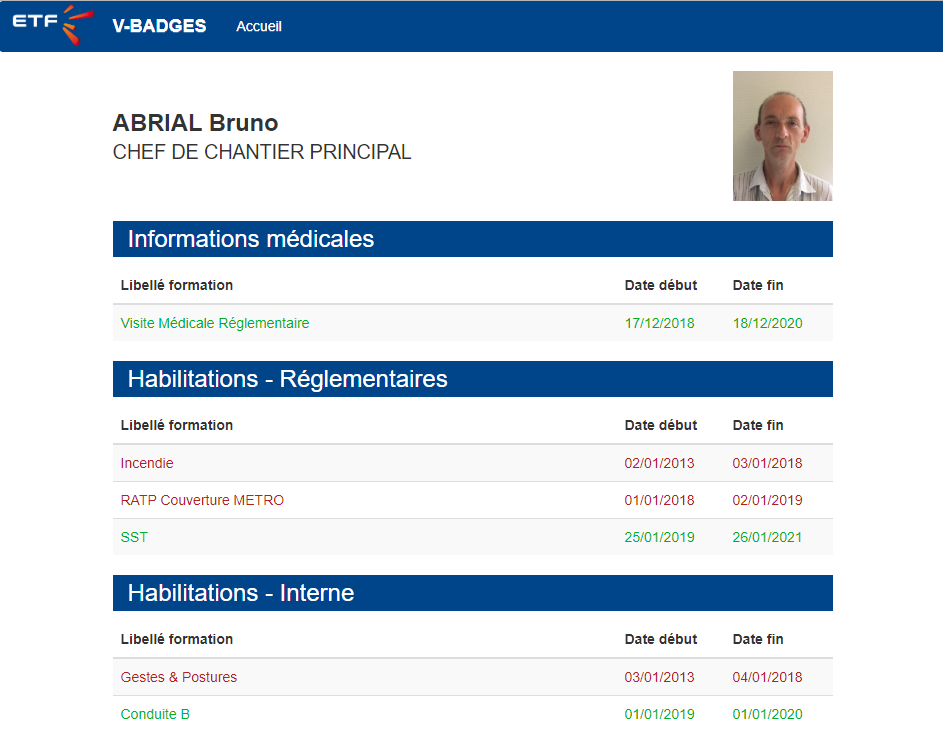 ETF V-BADGES Accueil
ABRIAL Bruno
CHEF DE CHANTIER PRINCIPAL
Informations médicales
Libellé formation Date début Date fin
Visite Médicale Réglementaire 17/12/2018 18/12/2020
Habilitations - Réglementaires
Libellé formation Date début Date fin
Incendie 02/01/2013 03/01/2018
RATP Couverture METRO 01/01/2018 02/01/2019
SST 25/01/2019 26/01/2021
Habilitations - Interne
Libellé formation Date début Date fin
Gestes & Postures 03/01/2013 04/01/2018
Conduite B 01/01/2019 01/01/2020